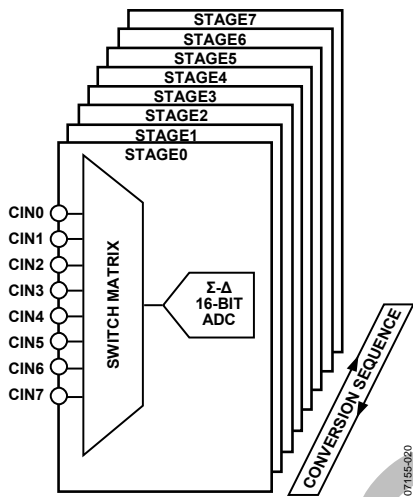 STAGE7
STAGE6
STAGE5
STAGE4
STAGE3
STAGE2
STAGE1
STAGE0
CIN0
CIN1
CIN2
CIN3
CIN4
CIN5
CIN6
CIN7
SWITCH MATRIX
Σ-Δ
16-BIT
ADC
CONVERSION SEQUENCE
07155-020